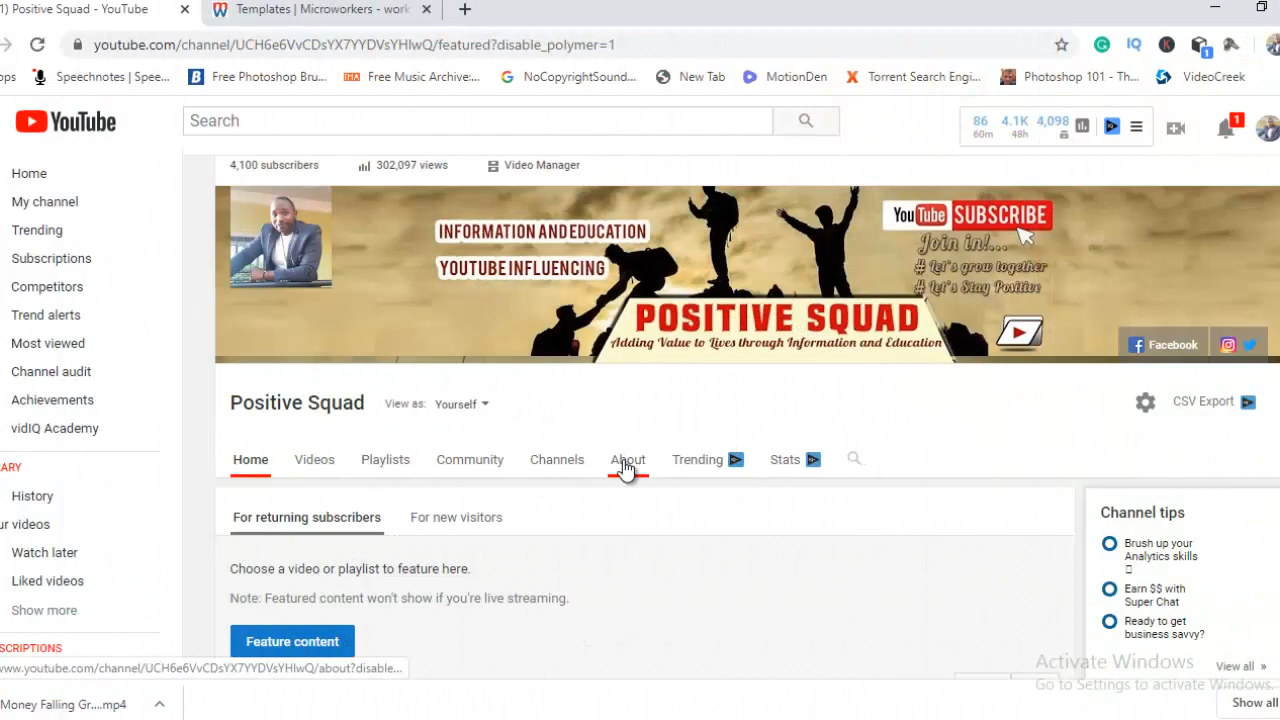 1) Positive Squad - YouTube
Templates | Microworkers - work
youtube.com/channel/UCH6e6VvCDsYX7YYDVsYHlwQ/featured?disable_polymer=1
IQ
1
ops
Speechnotes | Spee...
Free Photoshop Bru...
Free Music Archive:...
NoCopyrightSound...
New Tab
MotionDen
Torrent Search Engi...
Photoshop 101 - Th...
VideoCreek
YouTube
Search
86
60m
4.1K
48h
4,098
1
Home
My channel
Trending
Subscriptions
Competitors
Trend alerts
Most viewed
Channel audit
Achievements
vidIQ Academy
ARY
History
ur videos
Watch later
Liked videos
Show more
SCRIPTIONS
4,100 subscribers
302,097 views
Video Manager
INFORMATION AND EDUCATION
YOUTUBE INFLUENCING
YouTube SUBSCRIBE
Join in!...
# Let's grow together
# Let's Stay Positive
POSITIVE SQUAD
Adding Value to Lives through Information and Education
Facebook
Positive Squad
View as: Yourself
CSV Export
Home
Videos
Playlists
Community
Channels
About
Trending
Stats
For returning subscribers
For new visitors
Choose a video or playlist to feature here.
Note: Featured content won't show if you're live streaming.
Feature content
Channel tips
Brush up your
Analytics skills
Earn $$ with
Super Chat
Ready to get
business savvy?
View all »
Activate Windows
Go to Settings to activate Windows.
www.youtube.com/channel/UCH6e6VvCDsYX7YYDVsYHlwQ/about?disable...
Money Falling Gr....mp4
Show all